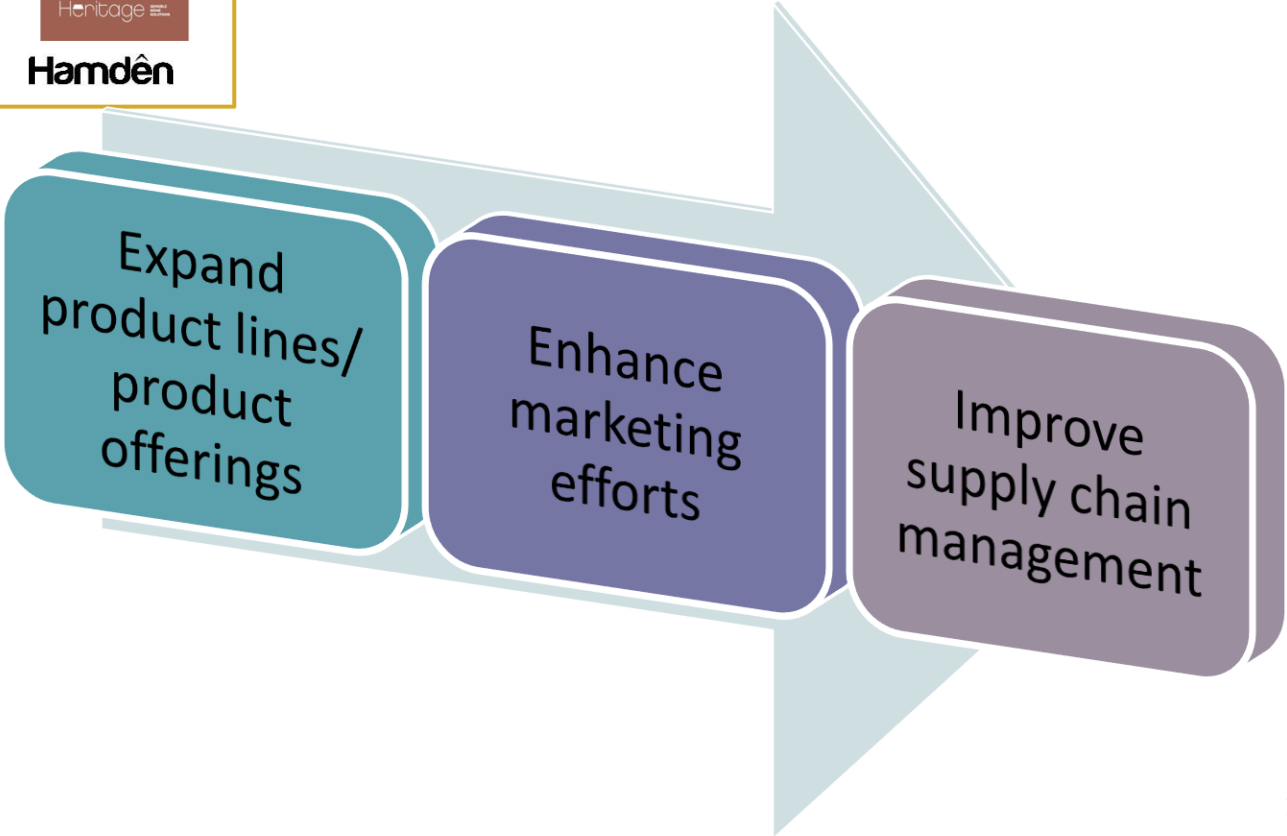 Heritage
Hamdên
Expand
product lines/
product
offerings
Enhance
marketing
efforts
Improve
supply chain
management